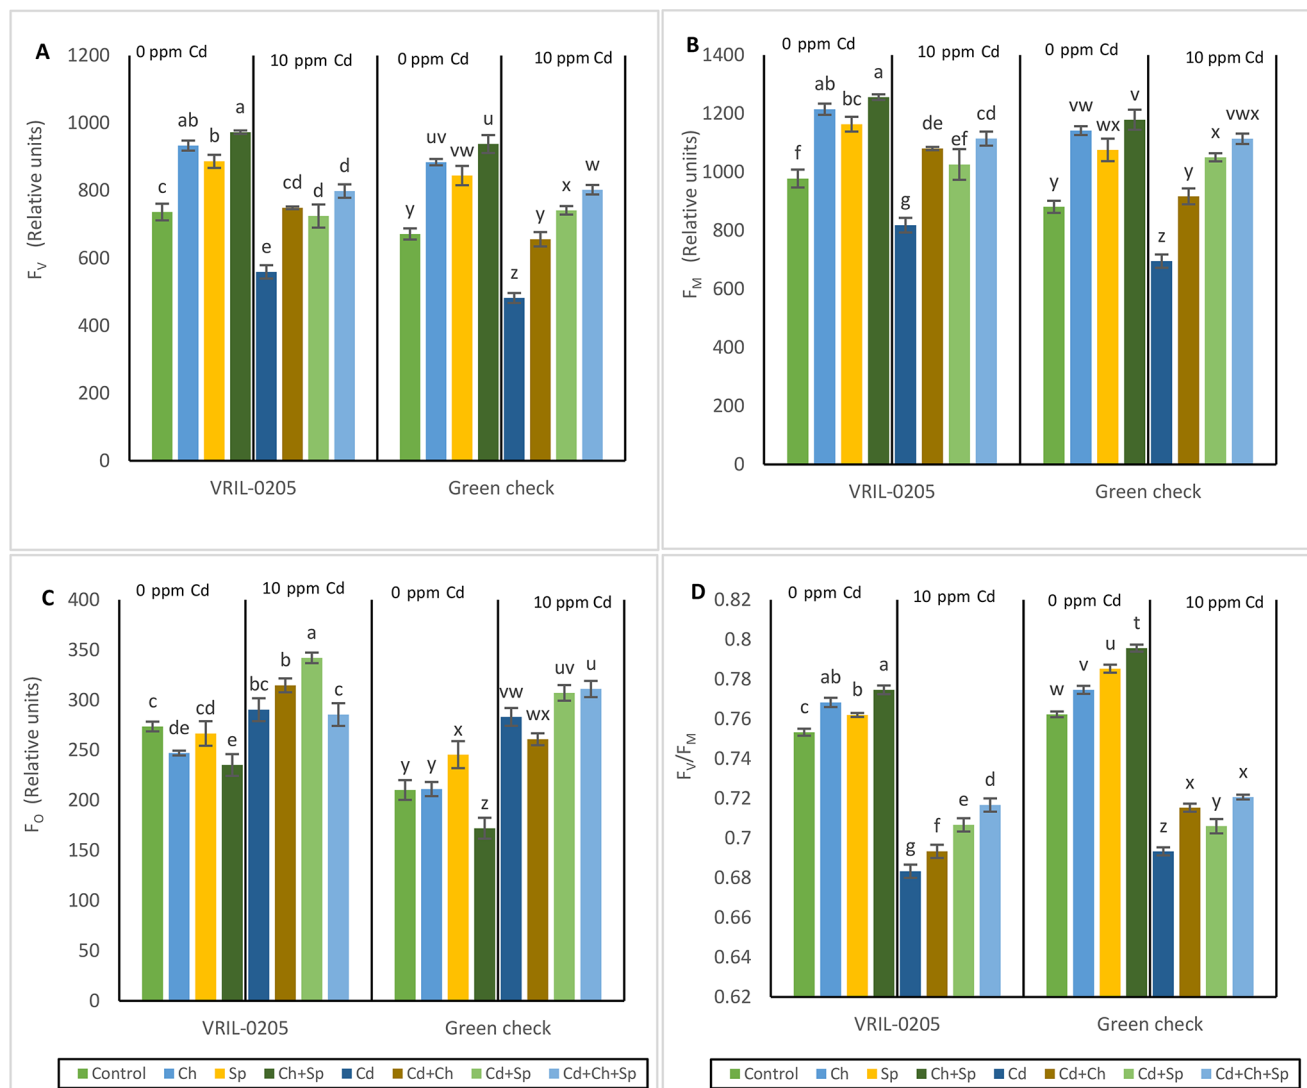 A
0 ppm Cd
10 ppm Cd
0 ppm Cd
10 ppm Cd
1200
1000
800
600
400
200
0
FV (Relative units)
c
ab
b
a
e
cd
d
d
y
uv
vw
u
z
y
x
w
VRIL-0205
Green check
B
0 ppm Cd
10 ppm Cd
0 ppm Cd
10 ppm Cd
1400
1200
1000
800
600
400
200
0
FM (Relative uniits)
f
ab
bc
a
g
de
ef
cd
y
vw
wx
v
z
y
x
vwx
VRIL-0205
Green check
C
0 ppm Cd
10 ppm Cd
0 ppm Cd
10 ppm Cd
400
350
300
250
200
150
100
50
0
FO (Relative units)
c
de
cd
e
bc
b
a
c
y
y
x
z
vw
wx
uv
u
VRIL-0205
Green check
Control Ch Sp Ch+Sp Cd Cd+Ch Cd+Sp Cd+Ch+Sp
D
0 ppm Cd
10 ppm Cd
0 ppm Cd
10 ppm Cd
0.82
0.8
0.78
0.76
0.74
0.72
0.7
0.68
0.66
0.64
0.62
FV/FM
c
ab
b
a
g
f
e
d
w
v
u
t
z
x
y
x
VRIL-0205
Green check
Control Ch Sp Ch+Sp Cd Cd+Ch Cd+Sp Cd+Ch+Sp